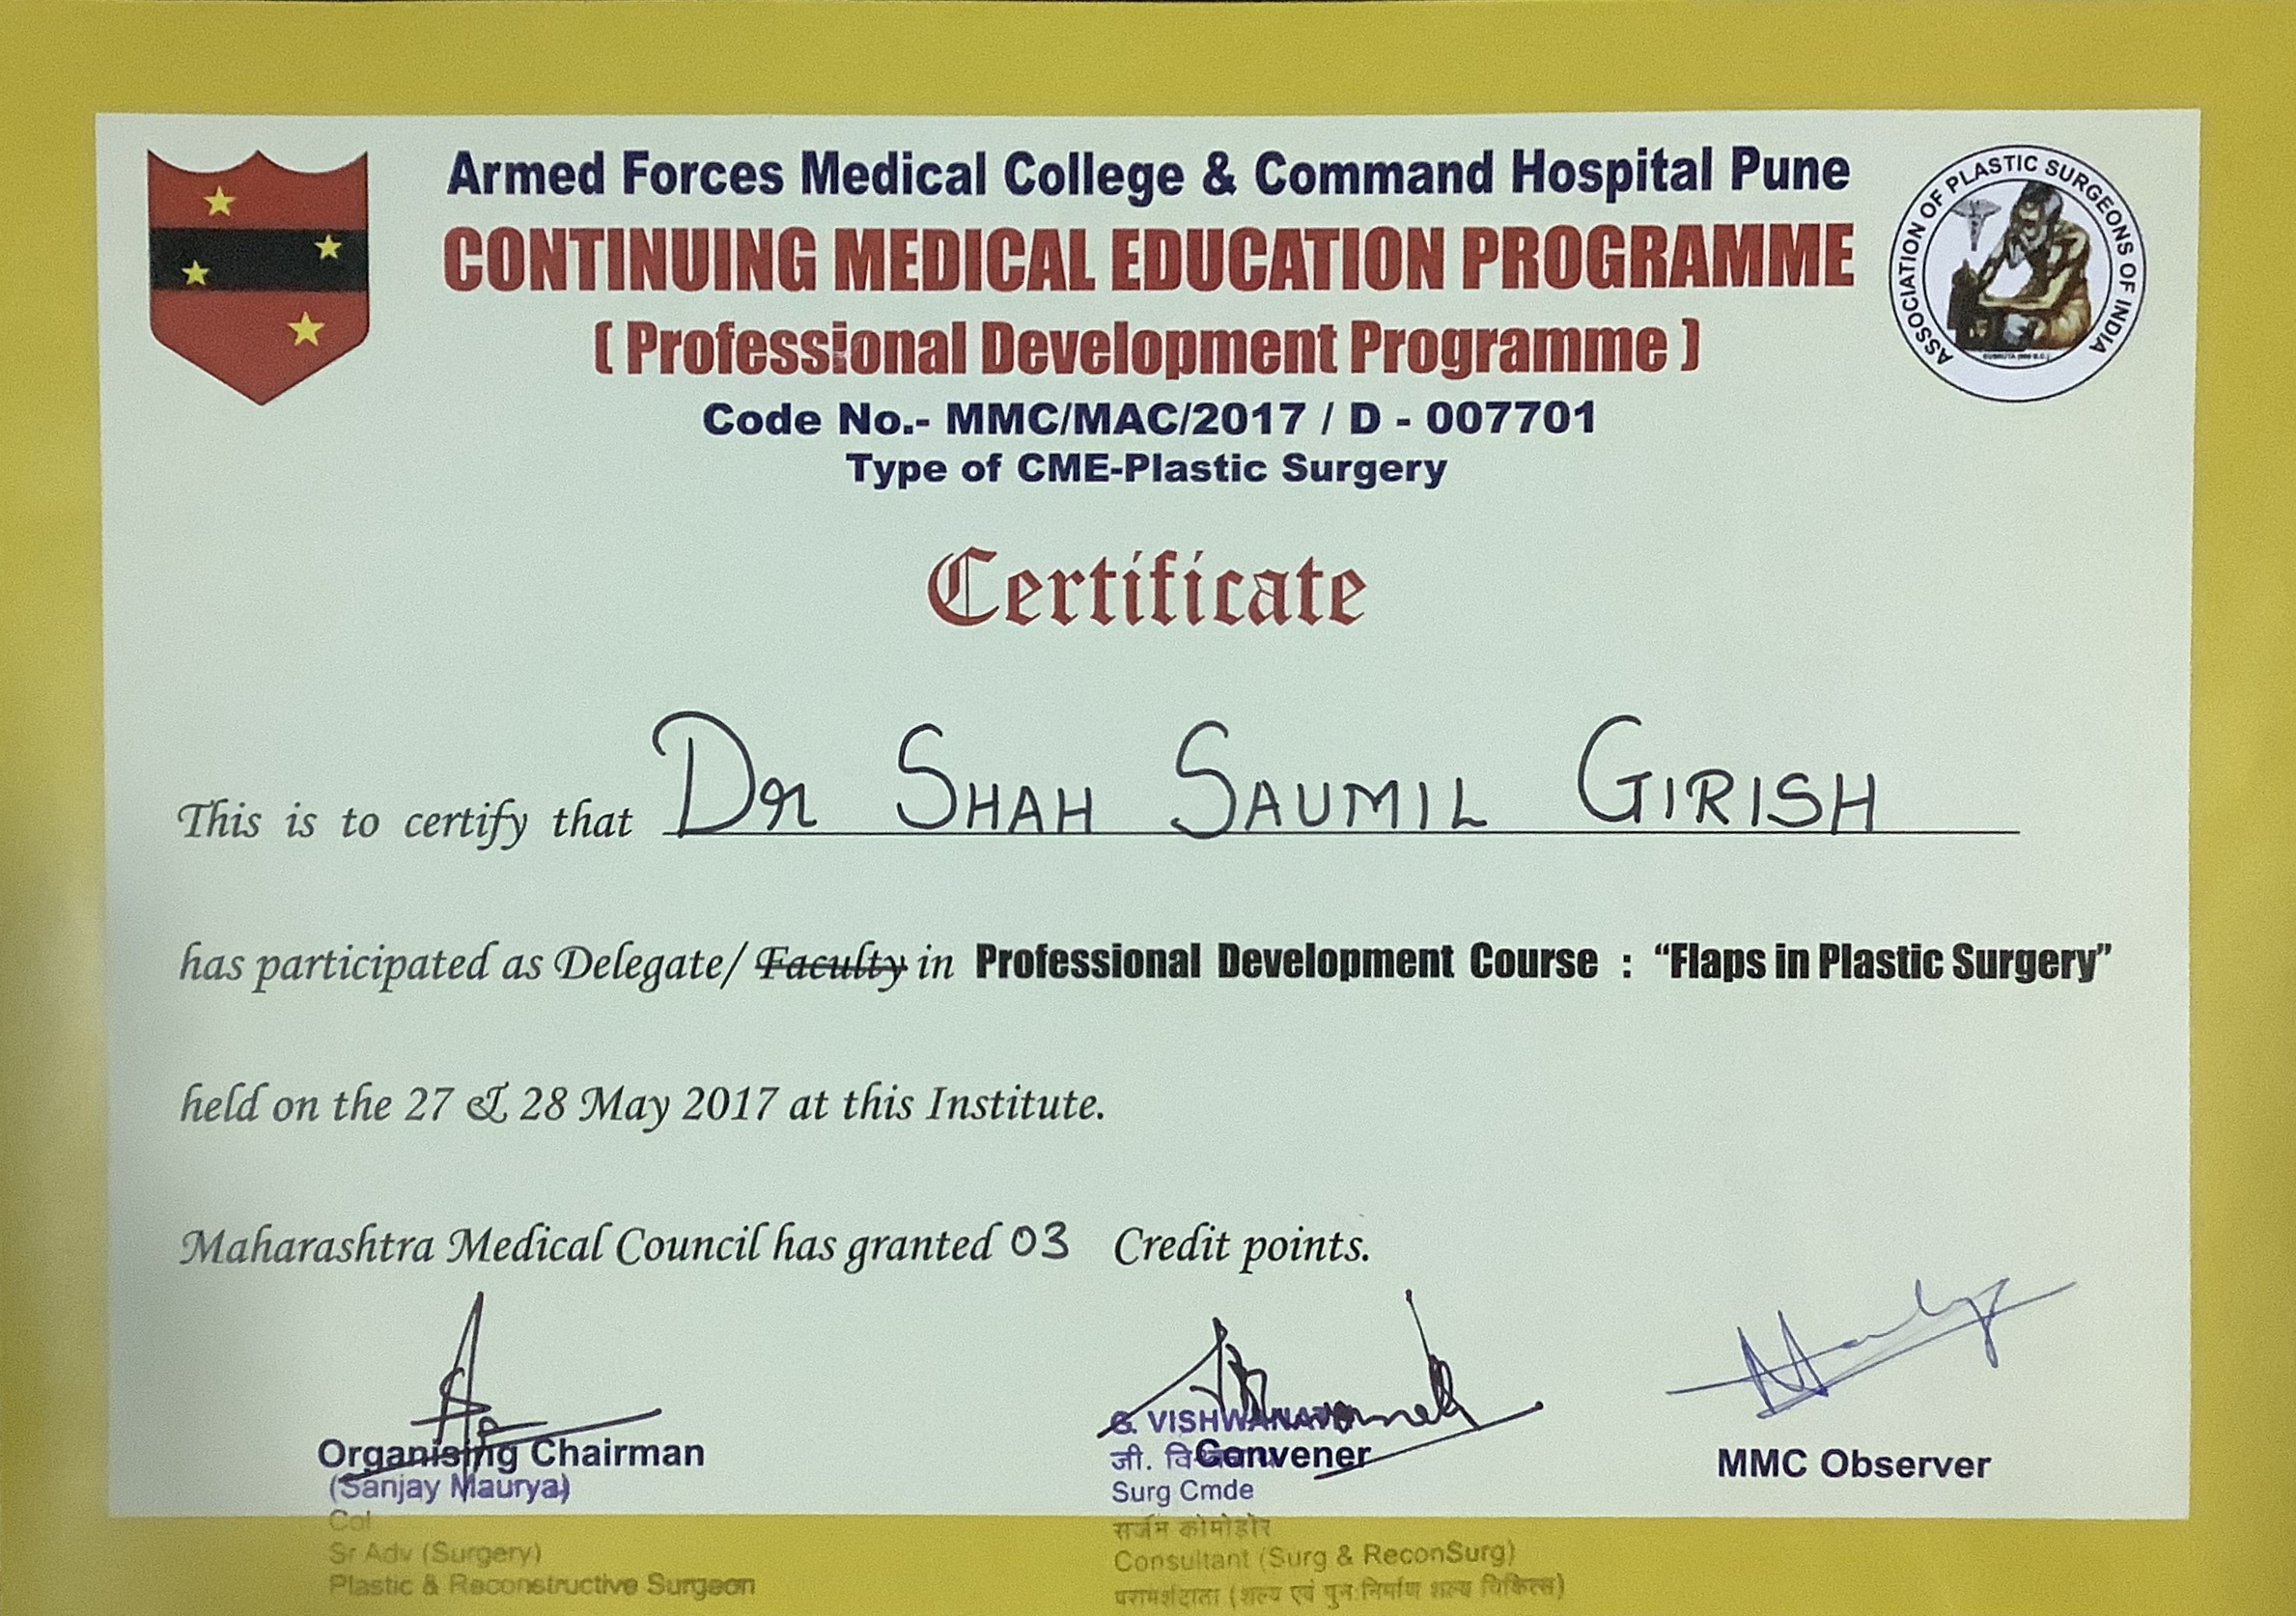 Armed Forces Medical College & Command Hospital Pune
CONTINUING MEDICAL EDUCATION PROGRAMME
( Professional Development Programme )
Code No.- MMC/MAC/2017 / D - 007701
Type of CME-Plastic Surgery
ASSOCIATION OF PLASTIC SURGEONS OF INDIA
Certificate
This is to certify that Dr SHAH SAUMIL GIRISH
has participated as Delegate/ Faculty in Professional Development Course : “Flaps in Plastic Surgery”
held on the 27 & 28 May 2017 at this Institute.
Maharashtra Medical Council has granted 03 Credit points.
Organising Chairman
(Sanjay Maurya)
Col
Sr Adv (Surgery)
Plastic & Reconstructive Surgeon
G. VISHWANATH
जी.
Convener
Surg Cmde
सर्जन कोमोडोर
Consultant (Surg & ReconSurg)
परामर्शदाता (शल्य एवं पुनःनिर्माण शल्य चिकित्स)
MMC Observer